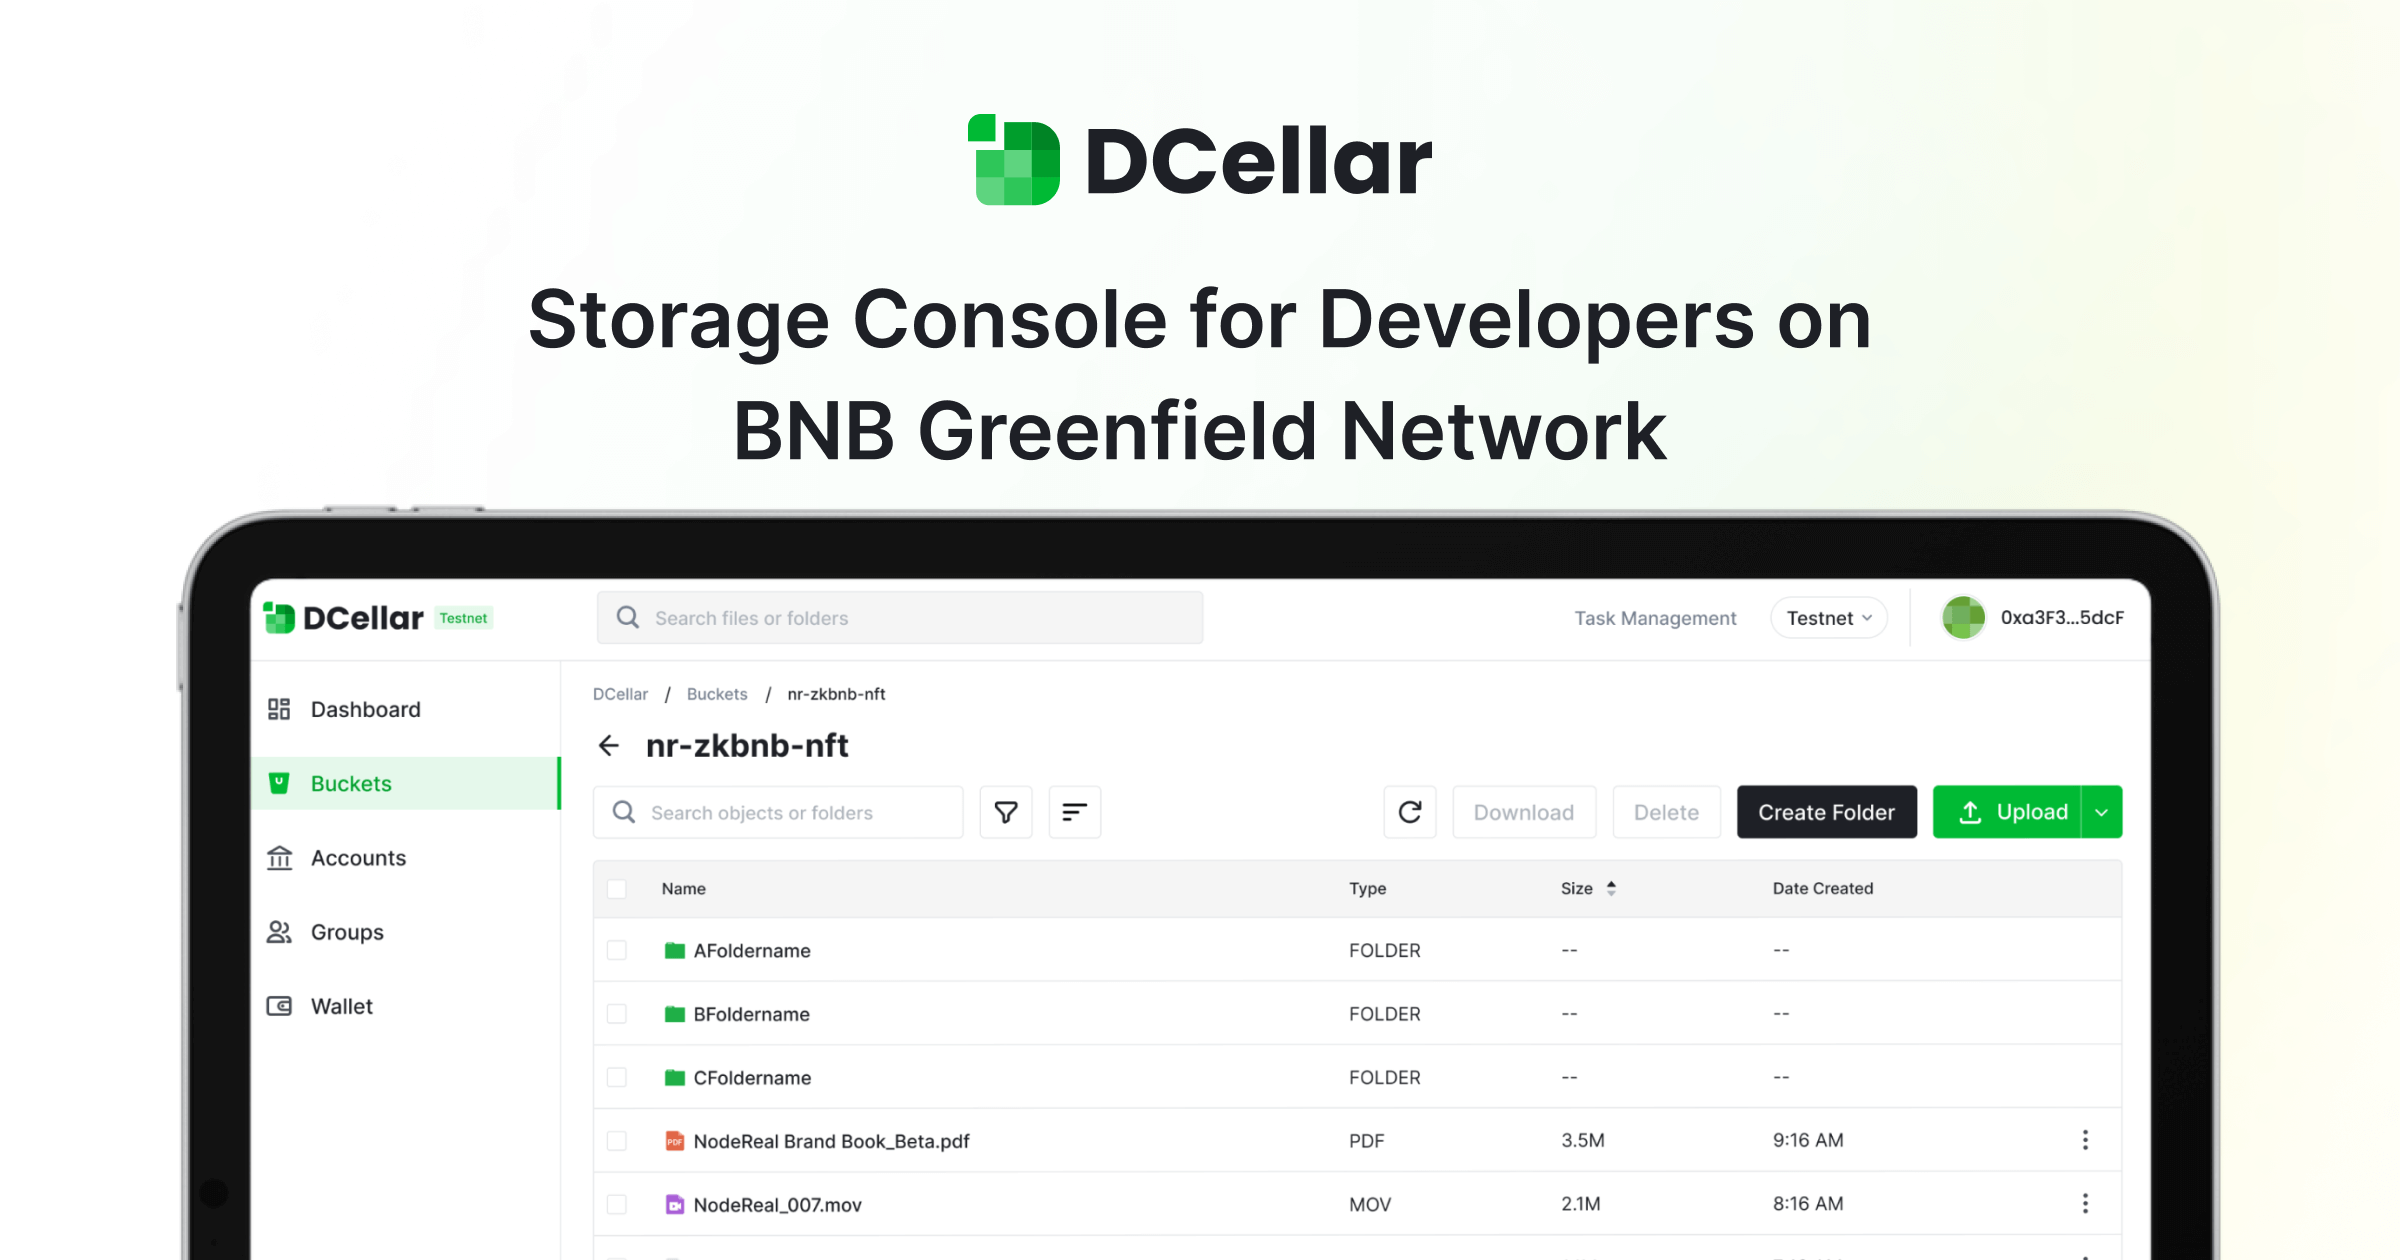 DCellar
Storage Console for Developers on
BNB Greenfield Network
DCellar Testnet
Search files or folders
Task Management
Testnet
0xa3F3...5dcF
Dashboard
Buckets
Accounts
Groups
Wallet
DCellar / Buckets / nr-zkbnb-nft
nr-zkbnb-nft
Search objects or folders
Download
Delete
Create Folder
Upload
Name Type Size Date Created
AFoldername FOLDER -- --
BFoldername FOLDER -- --
CFoldername FOLDER -- --
PDF NodeReal Brand Book_Beta.pdf PDF 3.5M 9:16 AM
NodeReal_007.mov MOV 2.1M 8:16 AM